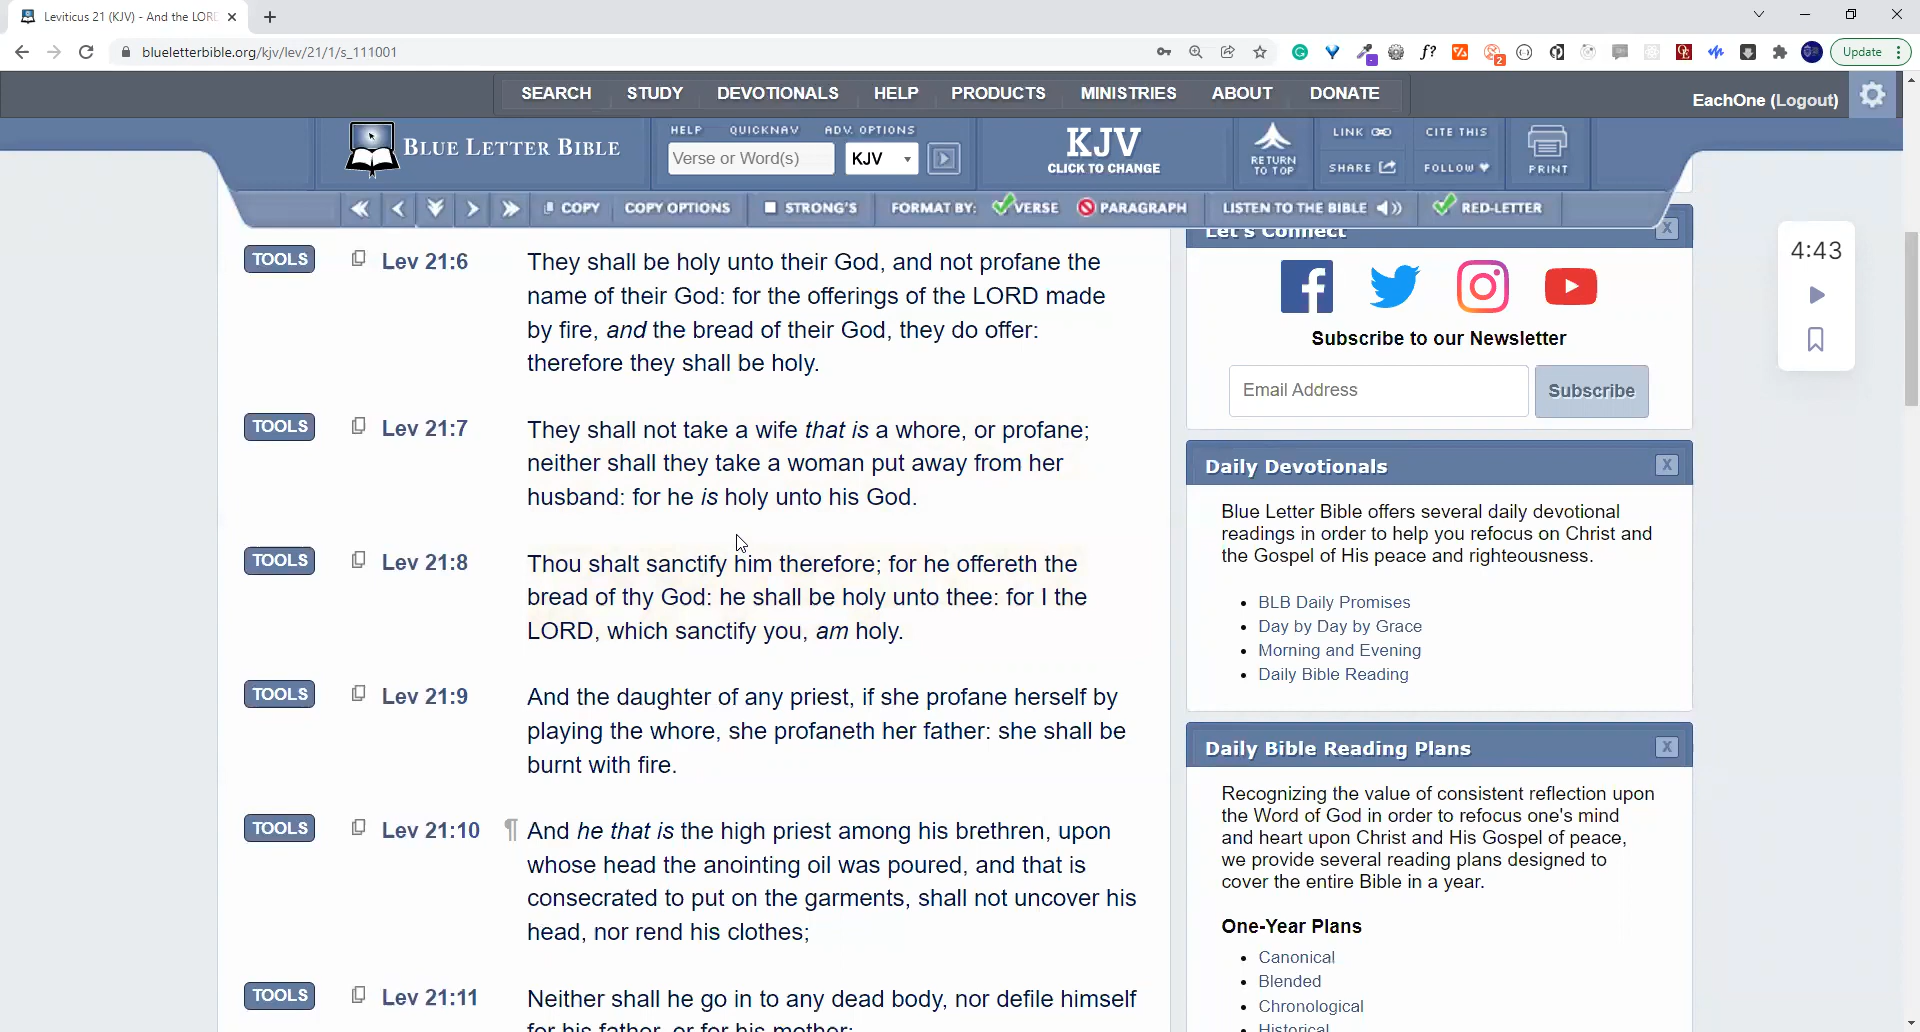 Leviticus 21 (KJV) - And the LOR
blueletterbible.org/kjv/lev/21/1/s_111001
Update
SEARCH STUDY DEVOTIONALS HELP PRODUCTS MINISTRIES ABOUT DONATE
EachOne (Logout)
BLUE LETTER BIBLE
HELP QUICKNAV ADV. OPTIONS
Verse or Word(s)
KJV
KJV
CLICK TO CHANGE
RETURN
TO TOP
LINK
CITE THIS
SHARE
FOLLOW
PRINT
COPY COPY OPTIONS STRONG'S FORMAT BY: VERSE PARAGRAPH LISTEN TO THE BIBLE RED-LETTER
TOOLS Lev 21:6 They shall be holy unto their God, and not profane the
name of their God: for the offerings of the LORD made
by fire, and the bread of their God, they do offer:
therefore they shall be holy.
TOOLS Lev 21:7 They shall not take a wife that is a whore, or profane;
neither shall they take a woman put away from her
husband: for he is holy unto his God.
TOOLS Lev 21:8 Thou shalt sanctify him therefore; for he offereth the
bread of thy God: he shall be holy unto thee: for I the
LORD, which sanctify you, am holy.
TOOLS Lev 21:9 And the daughter of any priest, if she profane herself by
playing the whore, she profaneth her father: she shall be
burnt with fire.
TOOLS Lev 21:10 ¶ And he that is the high priest among his brethren, upon
whose head the anointing oil was poured, and that is
consecrated to put on the garments, shall not uncover his
head, nor rend his clothes;
TOOLS Lev 21:11 Neither shall he go in to any dead body, nor defile himself
for his father, or for his mother;
Let's Connect
X
Subscribe to our Newsletter
Email Address
Subscribe
Daily Devotionals
X
Blue Letter Bible offers several daily devotional
readings in order to help you refocus on Christ and
the Gospel of His peace and righteousness.
BLB Daily Promises
Day by Day by Grace
Morning and Evening
Daily Bible Reading
Daily Bible Reading Plans
X
Recognizing the value of consistent reflection upon
the Word of God in order to refocus one's mind
and heart upon Christ and His Gospel of peace,
we provide several reading plans designed to
cover the entire Bible in a year.
One-Year Plans
Canonical
Blended
Chronological
Historical
4:43